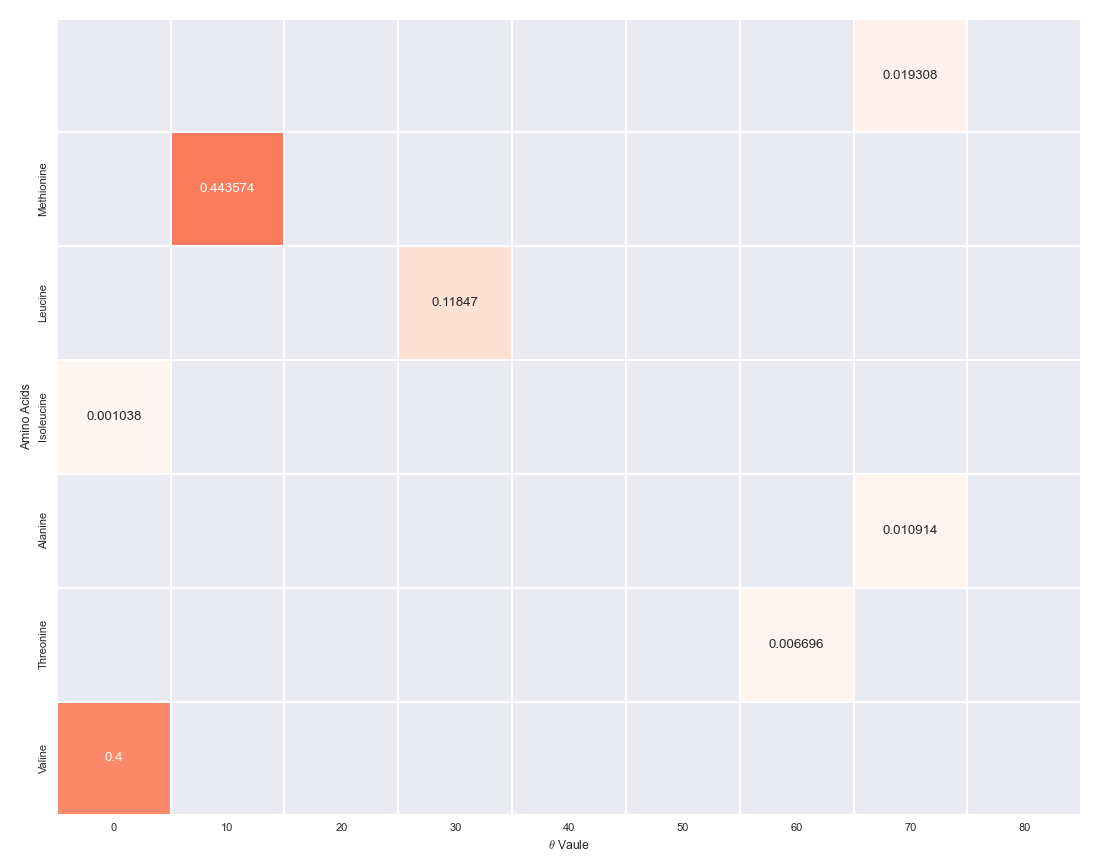 0.019308
Methionine
0.443574
Leucine
0.11847
Amino Acids
Isoleucine
0.001038
Alanine
0.010914
Threonine
0.006696
Valine
0.4
0 10 20 30 40 50 60 70 80
θ Vaule